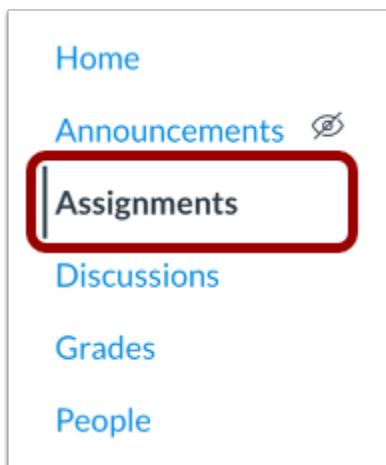 Home
Announcements
Assignments
Discussions
Grades
People